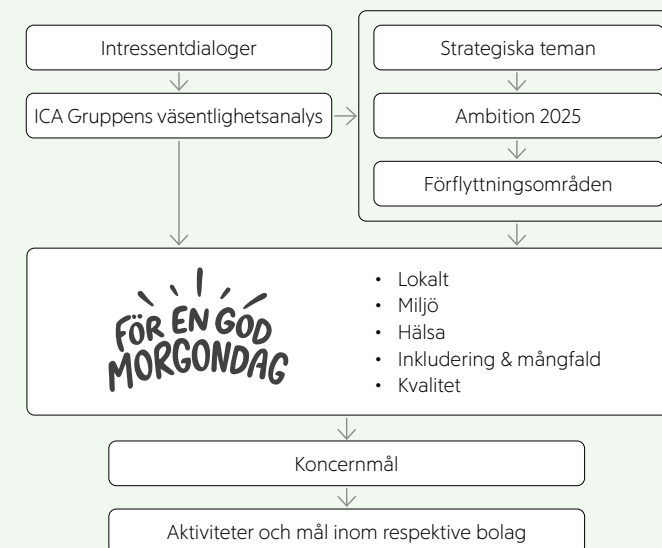 Intressentdialoger
ICA Gruppens väsentlighetsanalys
Strategiska teman
Ambition 2025
Förflyttningsområden
FÖR EN GOD
MORGONDAG
• Lokalt
• Miljö
• Hälsa
• Inkludering & mångfald
• Kvalitet
Koncernmål
Aktiviteter och mål inom respektive bolag